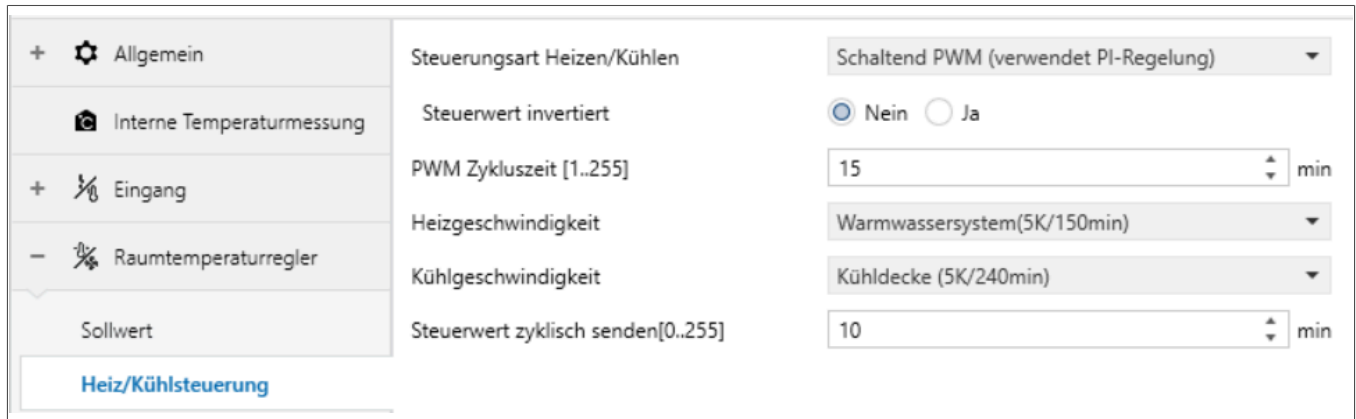 Allgemein
Interne Temperaturmessung
Eingang
Raumtemperaturregler
Sollwert
Heiz/Kühlsteuerung
Steuerungsart Heizen/Kühlen Schaltend PWM (verwendet PI-Regelung)
Steuerwert invertiert Nein Ja
PWM Zykluszeit [1..255] 15 min
Heizgeschwindigkeit Warmwassersystem(5K/150min)
Kühlgeschwindigkeit Kühldecke (5K/240min)
Steuerwert zyklisch senden[0..255] 10 min